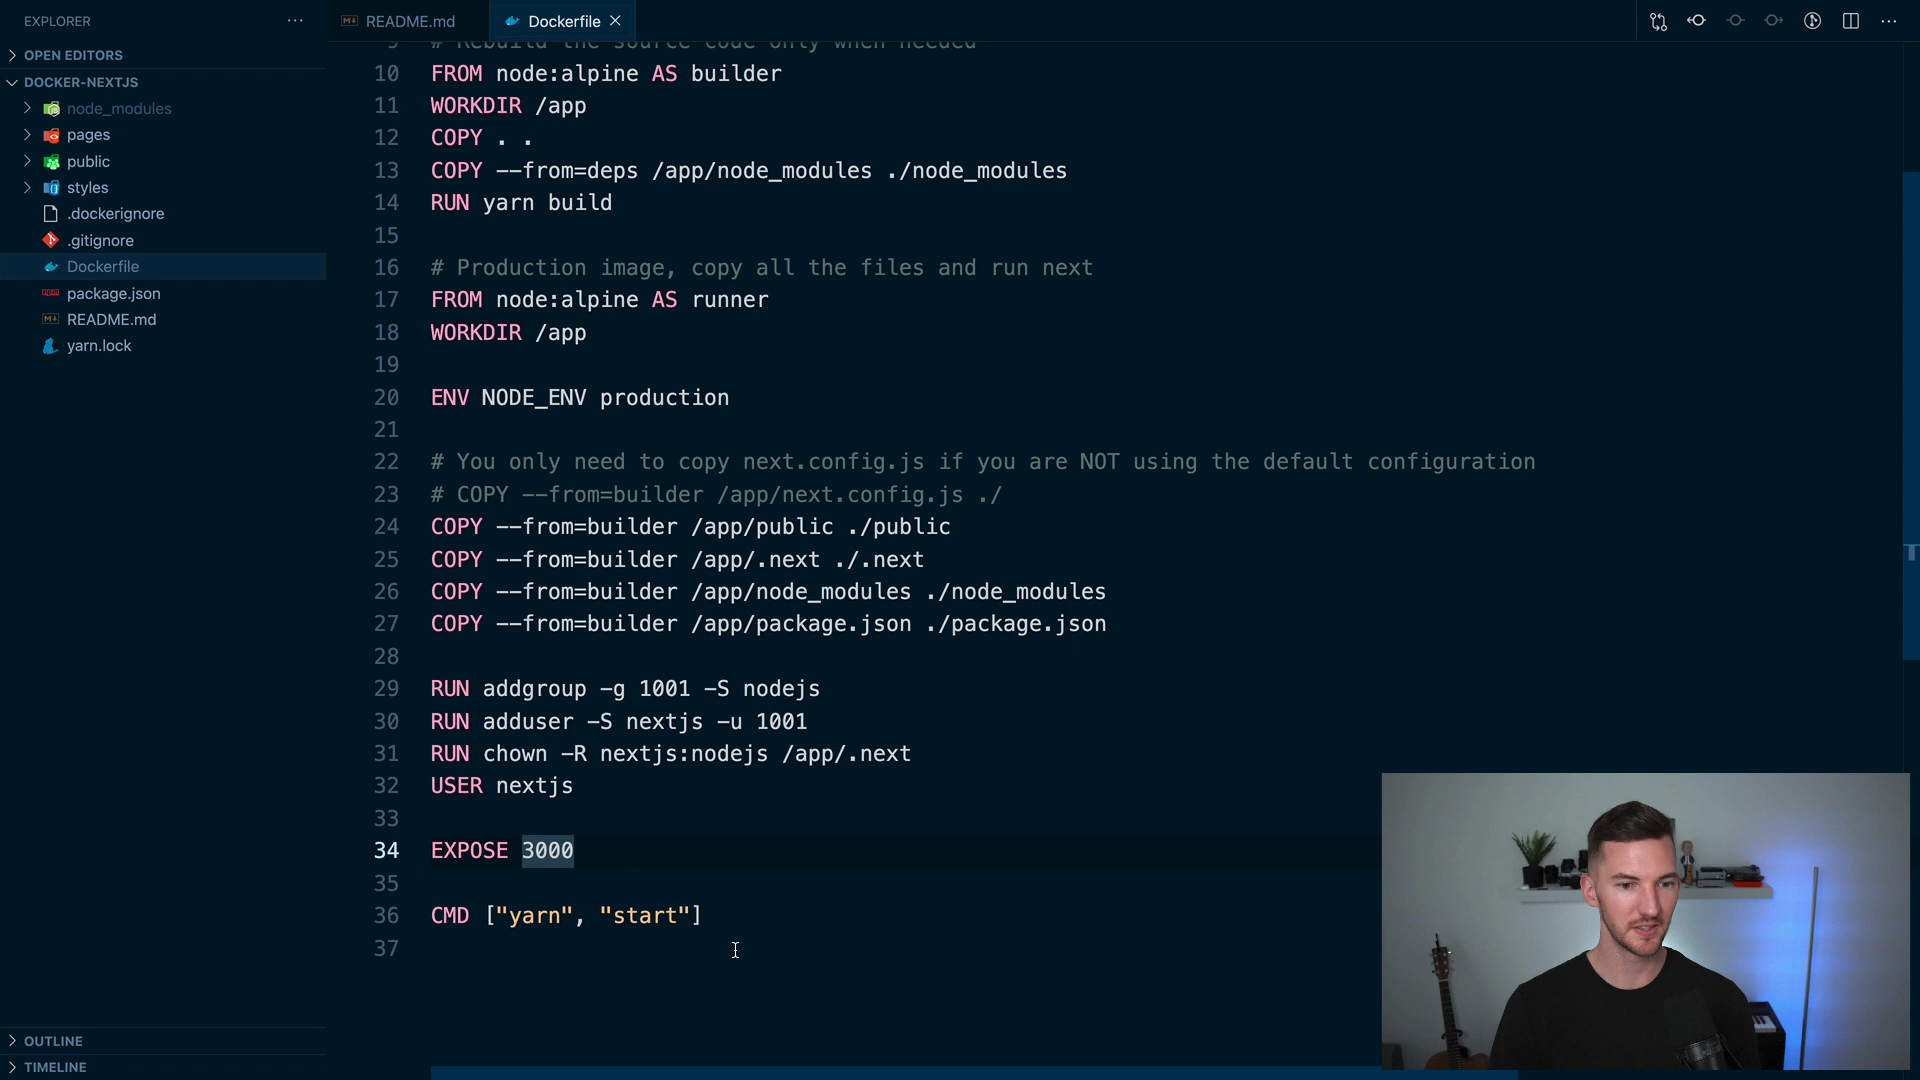 EXPLORER
README.md
Dockerfile
OPEN EDITORS
DOCKER-NEXTJS
node_modules
pages
public
styles
.dockerignore
.gitignore
Dockerfile
package.json
README.md
yarn.lock
OUTLINE
TIMELINE
9 # Rebuild the source code only when needed
10 FROM node:alpine AS builder
11 WORKDIR /app
12 COPY . .
13 COPY --from=deps /app/node_modules ./node_modules
14 RUN yarn build
15
16 # Production image, copy all the files and run next
17 FROM node:alpine AS runner
18 WORKDIR /app
19
20 ENV NODE_ENV production
21
22 # You only need to copy next.config.js if you are NOT using the default configuration
23 # COPY --from=builder /app/next.config.js ./
24 COPY --from=builder /app/public ./public
25 COPY --from=builder /app/.next ./.next
26 COPY --from=builder /app/node_modules ./node_modules
27 COPY --from=builder /app/package.json ./package.json
28
29 RUN addgroup -g 1001 -S nodejs
30 RUN adduser -S nextjs -u 1001
31 RUN chown -R nextjs:nodejs /app/.next
32 USER nextjs
33
34 EXPOSE 3000
35
36 CMD ["yarn", "start"]
37